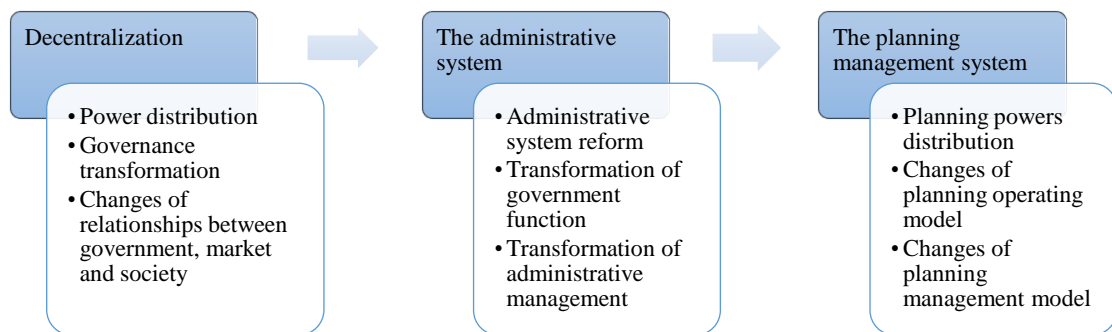 Decentralization
• Power distribution
• Governance
transformation
• Changes of
relationships between
government, market
and society
The administrative
system
• Administrative
system reform
• Transformation of
government
function
• Transformation of
administrative
management
The planning
management system
• Planning powers
distribution
• Changes of
planning operating
model
• Changes of
planning
management model